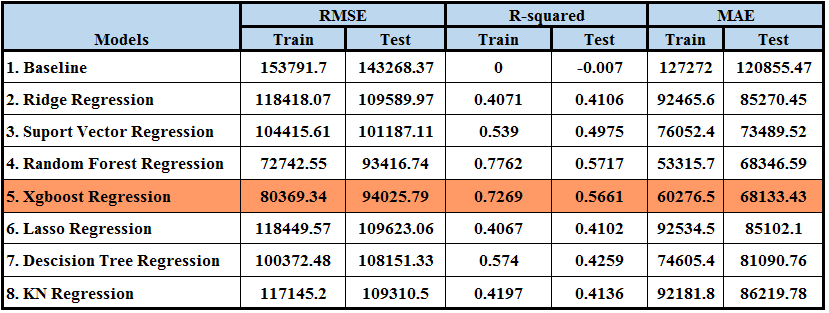 Models RMSE R-squared MAE
Train Test Train Test Train Test
1. Baseline 153791.7 143268.37 0 -0.007 127272 120855.47
2. Ridge Regression 118418.07 109589.97 0.4071 0.4106 92465.6 85270.45
3. Suport Vector Regression 104415.61 101187.11 0.539 0.4975 76052.4 73489.52
4. Random Forest Regression 72742.55 93416.74 0.7762 0.5717 53315.7 68346.59
5. Xgboost Regression 80369.34 94025.79 0.7269 0.5661 60276.5 68133.43
6. Lasso Regression 118449.57 109623.06 0.4067 0.4102 92534.5 85102.1
7. Descision Tree Regression 100372.48 108151.33 0.574 0.4259 74605.4 81090.76
8. KN Regression 117145.2 109310.5 0.4197 0.4136 92181.8 86219.78